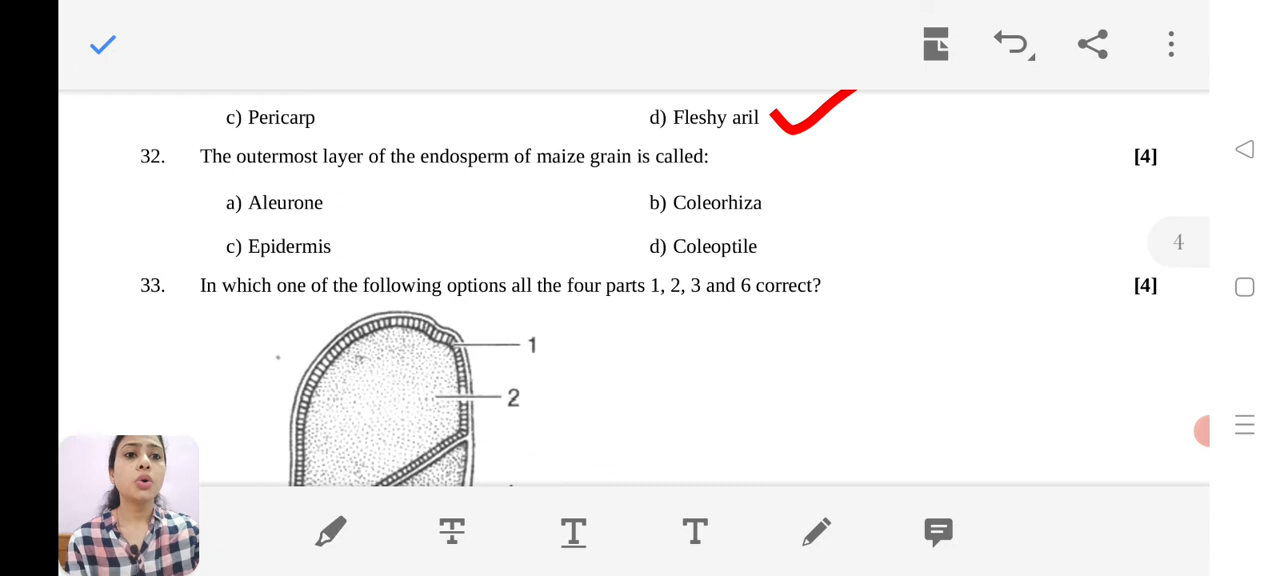 c) Pericarp d) Fleshy aril
32. The outermost layer of the endosperm of maize grain is called: [4]
a) Aleurone b) Coleorhiza
c) Epidermis d) Coleoptile
4
33. In which one of the following options all the four parts 1, 2, 3 and 6 correct? [4]
1
2
T T T